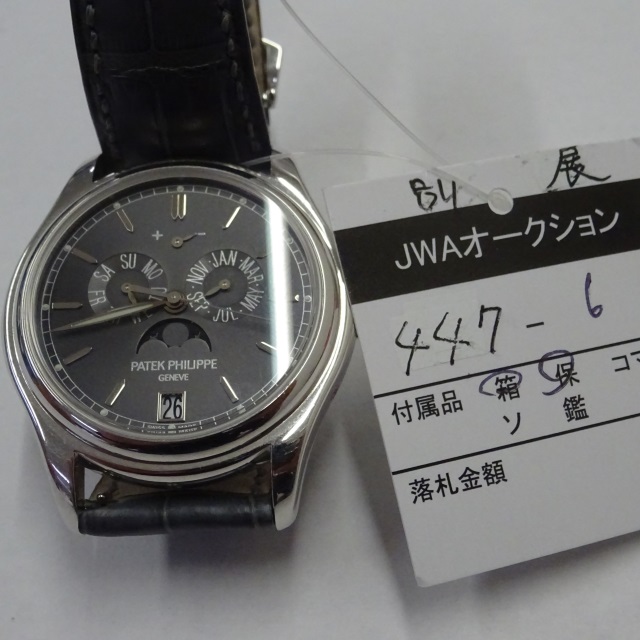 SA SU MO
FR
NOV JAN MAR
SEP
JUL MAY
PATEK PHILIPPE
GENEVE
26
84 展
JWAオークション
447-6
付属品 箱 保 コマ
ソ 鑑
落札金額